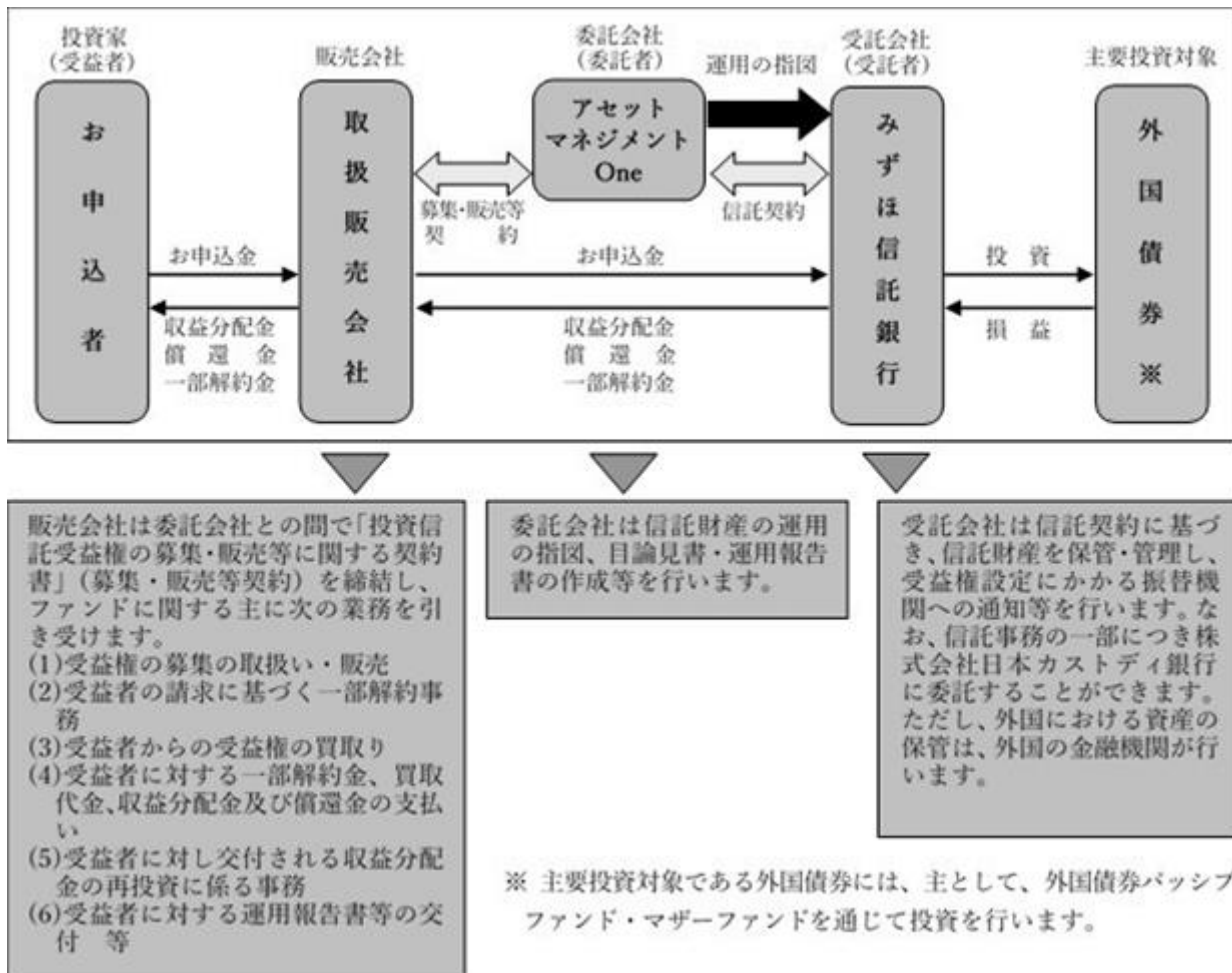 投資家
(受益者)
販売会社
委託会社
(委託者)
運用の指図
受託会社
(受託者)
主要投資対象
お申込者
取扱販売会社
アセット
マネジメント
One
みずほ信託銀行
外国債券※
募集・販売等
契 約
信託契約
お申込金
お申込金
投 資
収益分配金
償 還 金
一部解約金
収益分配金
償 還 金
一部解約金
損 益
販売会社は委託会社との間で「投資信
託受益権の募集・販売等に関する契約
書」(募集・販売等契約)を締結し、
ファンドに関する主に次の業務を引
き受けます。
(1)受益権の募集の取扱い・販売
(2)受益者の請求に基づく一部解約事
務
(3)受益者からの受益権の買取り
(4)受益者に対する一部解約金、買取
代金、収益分配金及び償還金の支払
い
(5)受益者に対し交付される収益分配
金の再投資に係る事務
(6)受益者に対する運用報告書等の交
付 等
委託会社は信託財産の運用
の指図、目論見書・運用報告
書の作成等を行います。
受託会社は信託契約に基づ
き、信託財産を保管・管理し、
受益権設定にかかる振替機
関への通知等を行います。な
お、信託事務の一部につき株
式会社日本カストディ銀行
に委託することができます。
ただし、外国における資産の
保管は、外国の金融機関が行
います。
※ 主要投資対象である外国債券には、主として、外国債券パッシブ
ファンド・マザーファンドを通じて投資を行います。